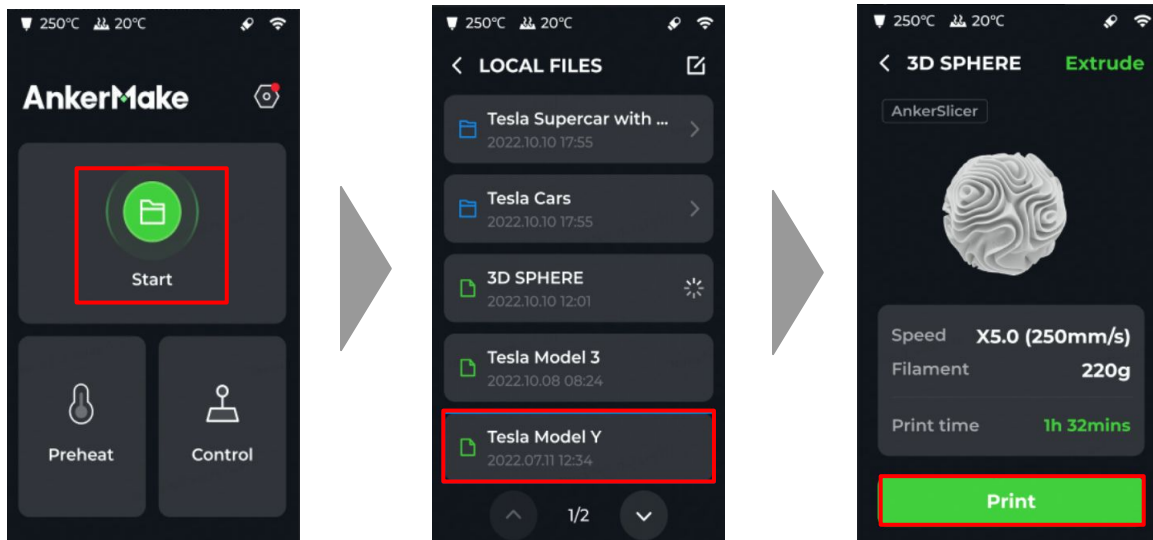 250°C 20°C
AnkerMake
Start
Preheat
Control
250°C 20°C
LOCAL FILES
Tesla Supercar with ...
2022.10.10 17:55
Tesla Cars
2022.10.10 17:55
3D SPHERE
2022.10.10 12:01
Tesla Model 3
2022.10.08 08:24
Tesla Model Y
2022.07.11 12:34
1/2
250°C 20°C
3D SPHERE Extrude
AnkerSlicer
Speed X5.0 (250mm/s)
Filament 220g
Print time 1h 32mins
Print